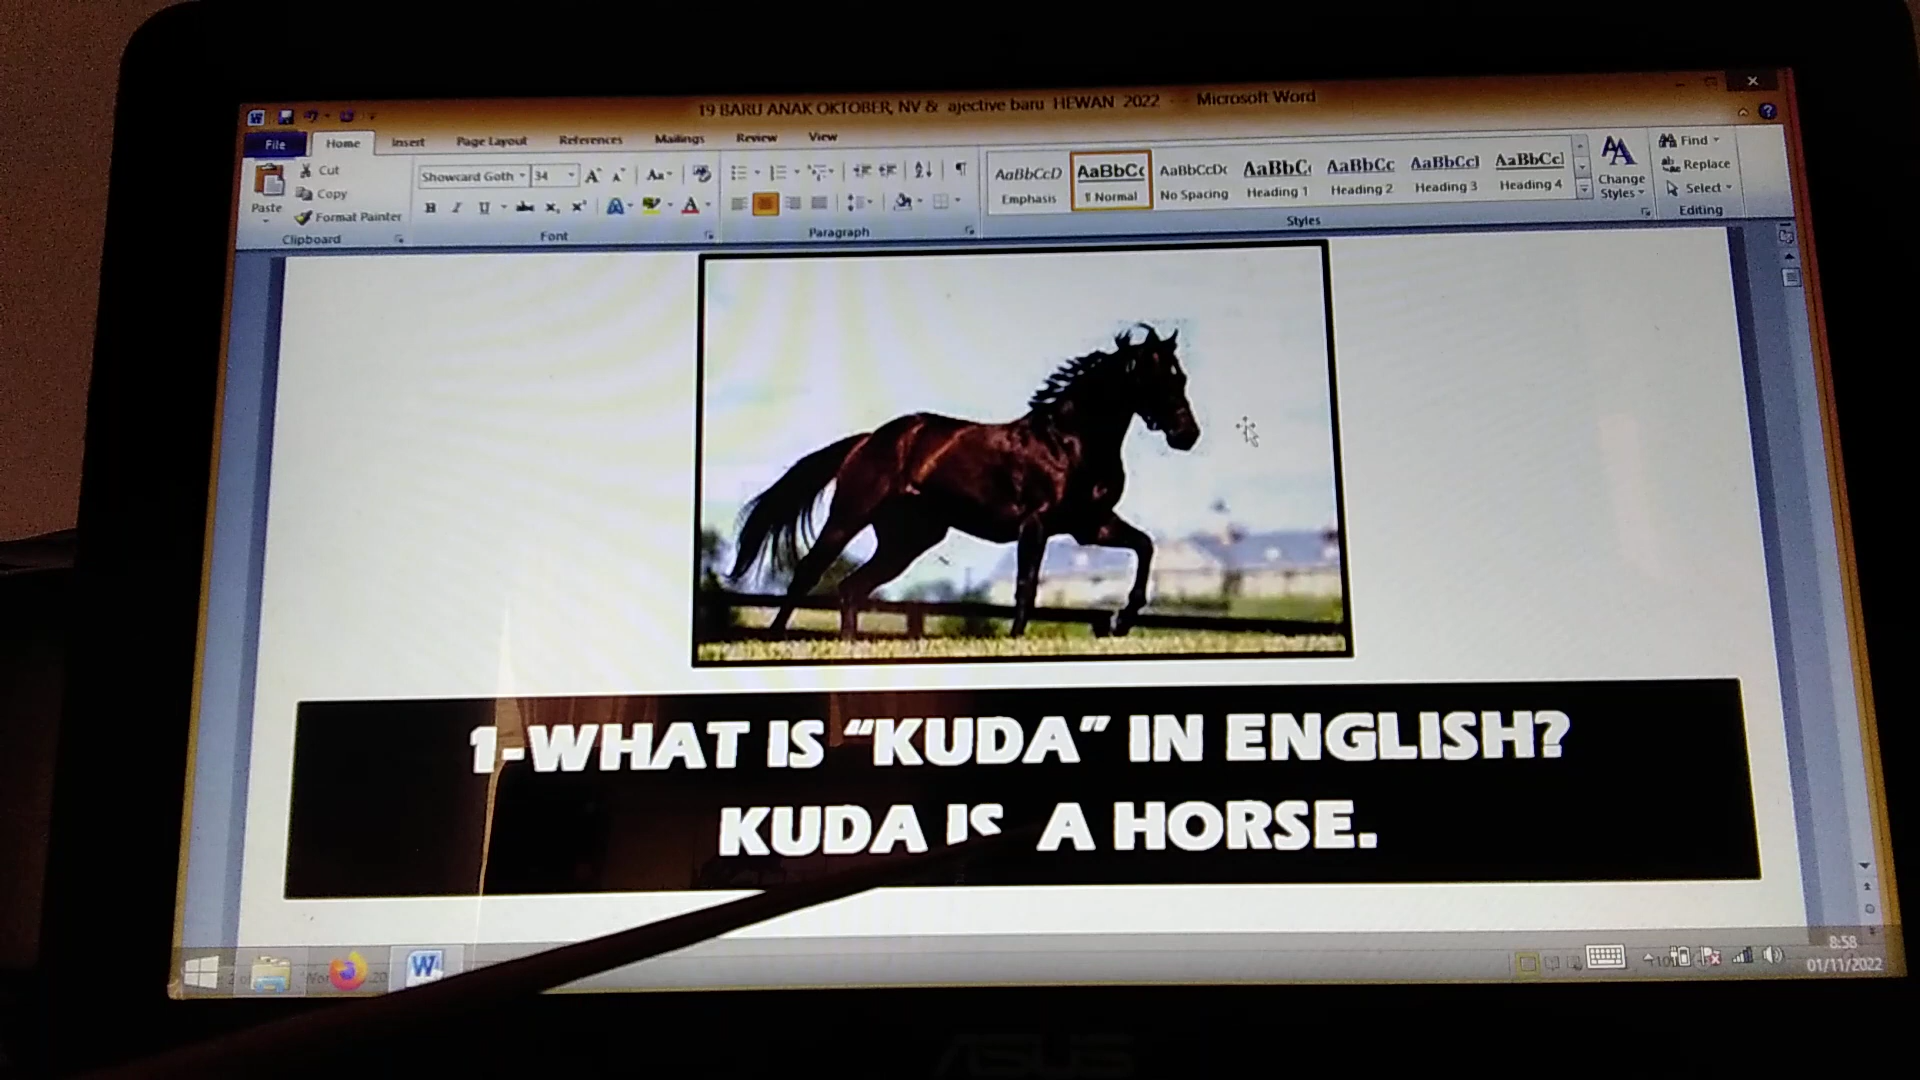 19 BARU ANAK OKTOBER, NV & ajective baru HEWAN 2022 - Microsoft Word
File Home Insert Page Layout References Mailings Review View
Cut
Copy
Format Painter
Paste
Clipboard
Showcard Goth 34
Font
Paragraph
AaBbCcD AaBbCc AaBbCcDc AaBbC AaBbCc AaBbCcI AaBbCcI
Emphasis ¶ Normal No Spacing Heading 1 Heading 2 Heading 3 Heading 4
Styles
Change Styles
Find
Replace
Select
Editing
1-WHAT IS “KUDA” IN ENGLISH?
KUDA IS A HORSE.
8:58
01/11/2022
ASUS